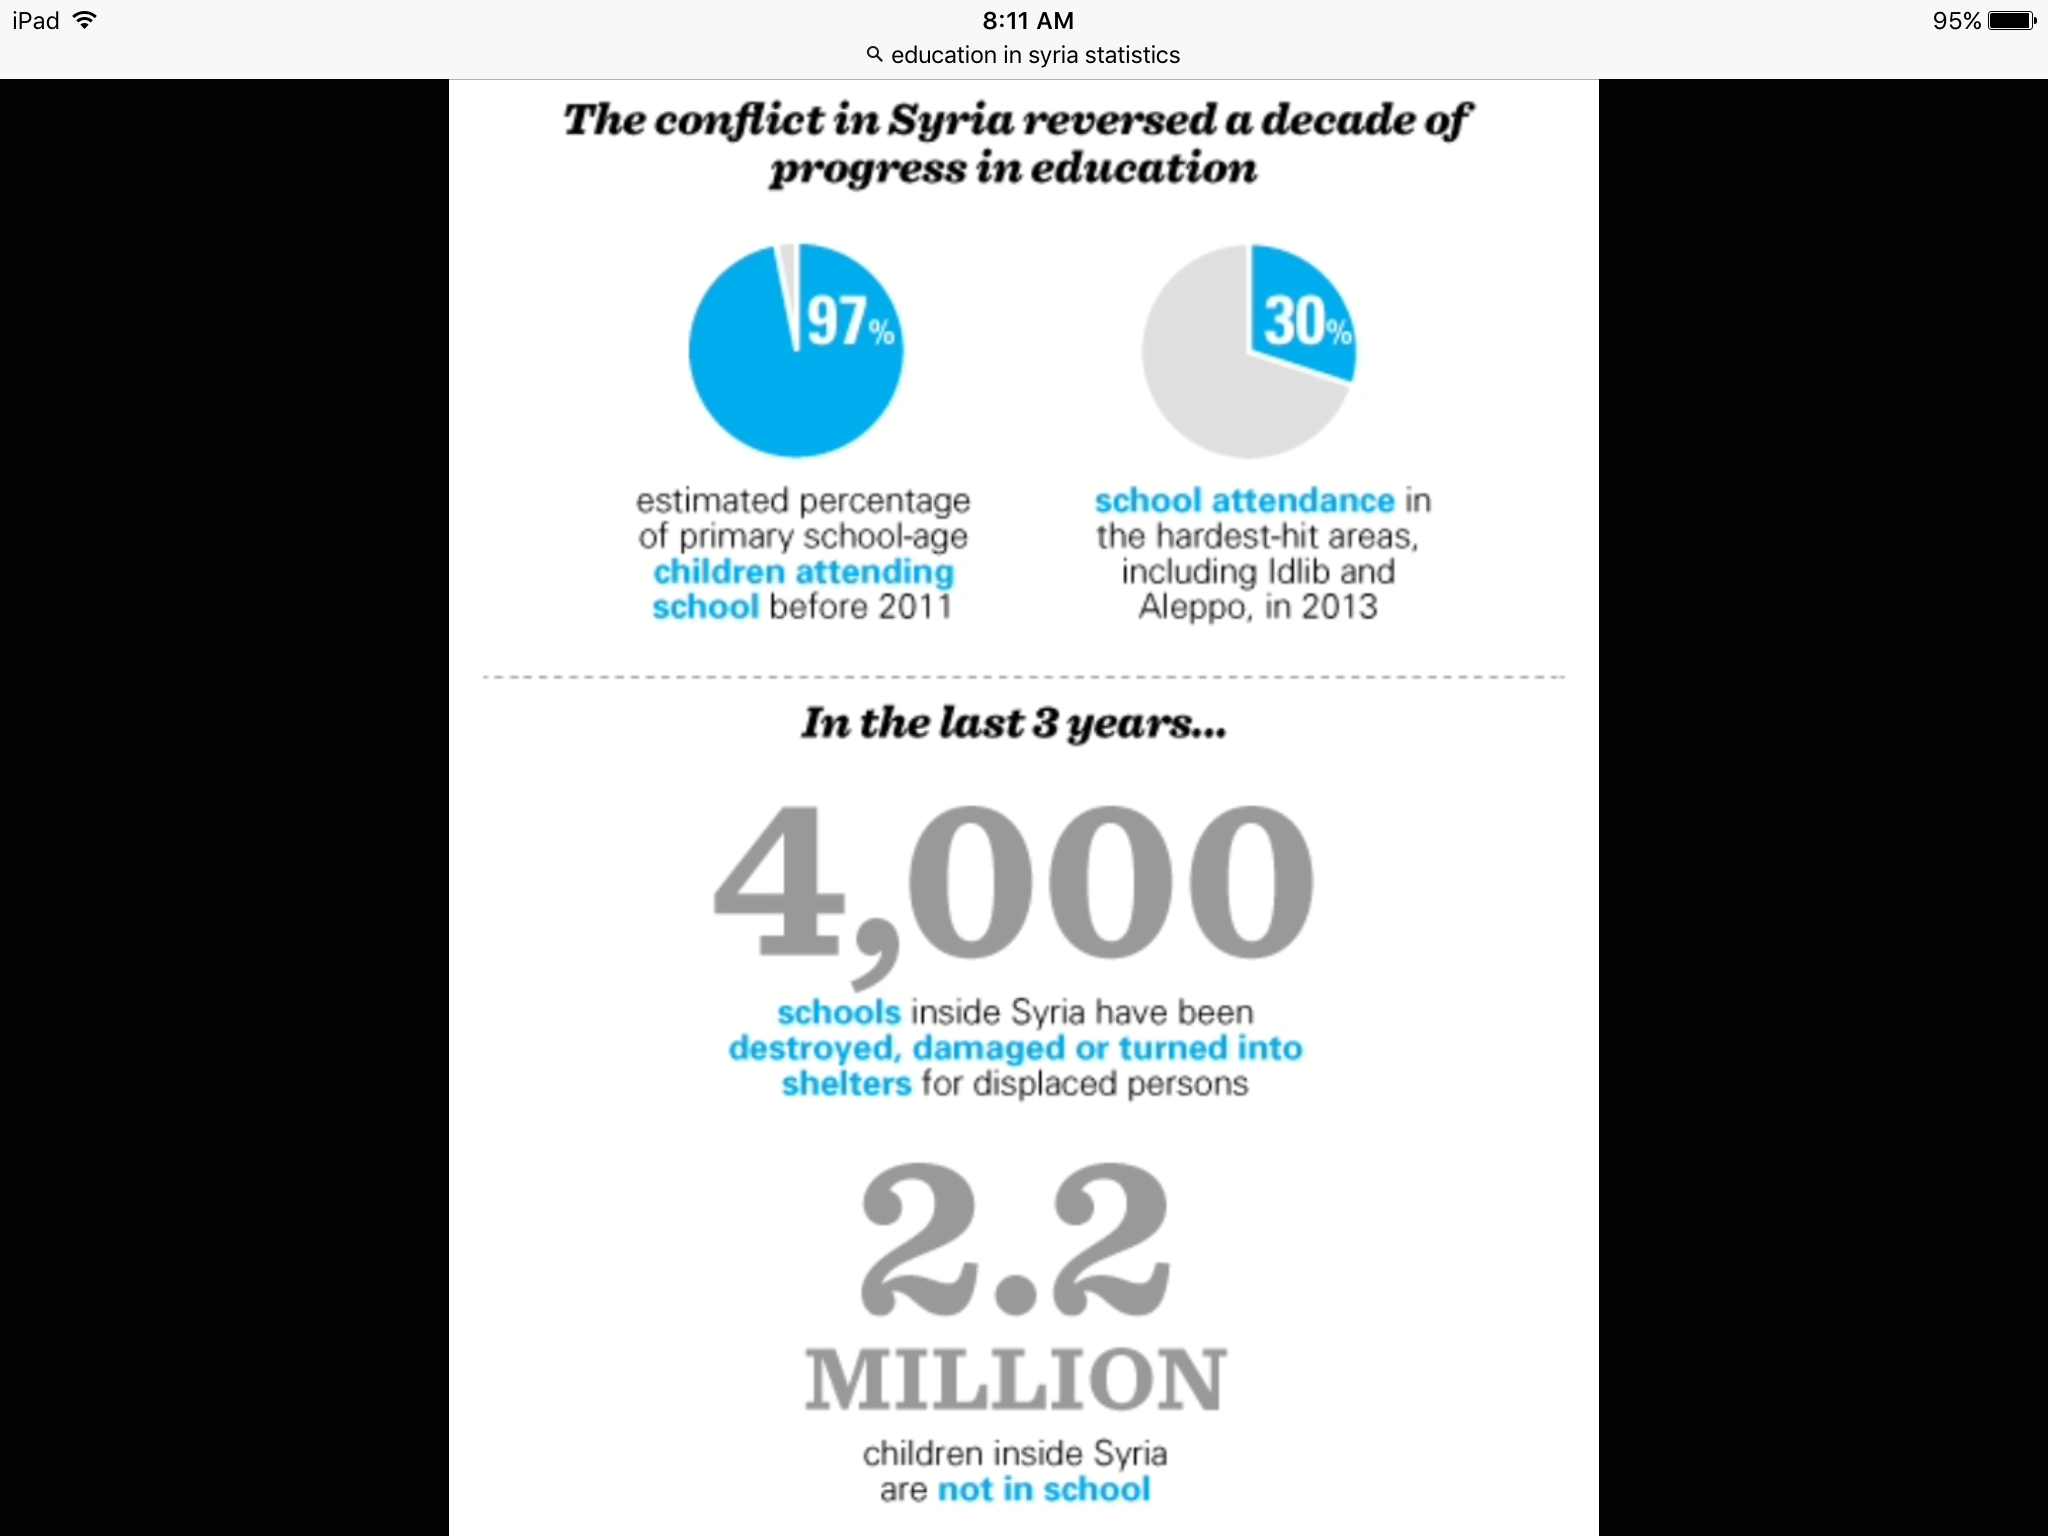 iPad 8:11 AM 95%
education in syria statistics
The conflict in Syria reversed a decade of
progress in education
97%
30%
estimated percentage
of primary school-age
children attending
school before 2011
school attendance in
the hardest-hit areas,
including Idlib and
Aleppo, in 2013
In the last 3 years...
4,000
schools inside Syria have been
destroyed, damaged or turned into
shelters for displaced persons
2.2
MILLION
children inside Syria
are not in school